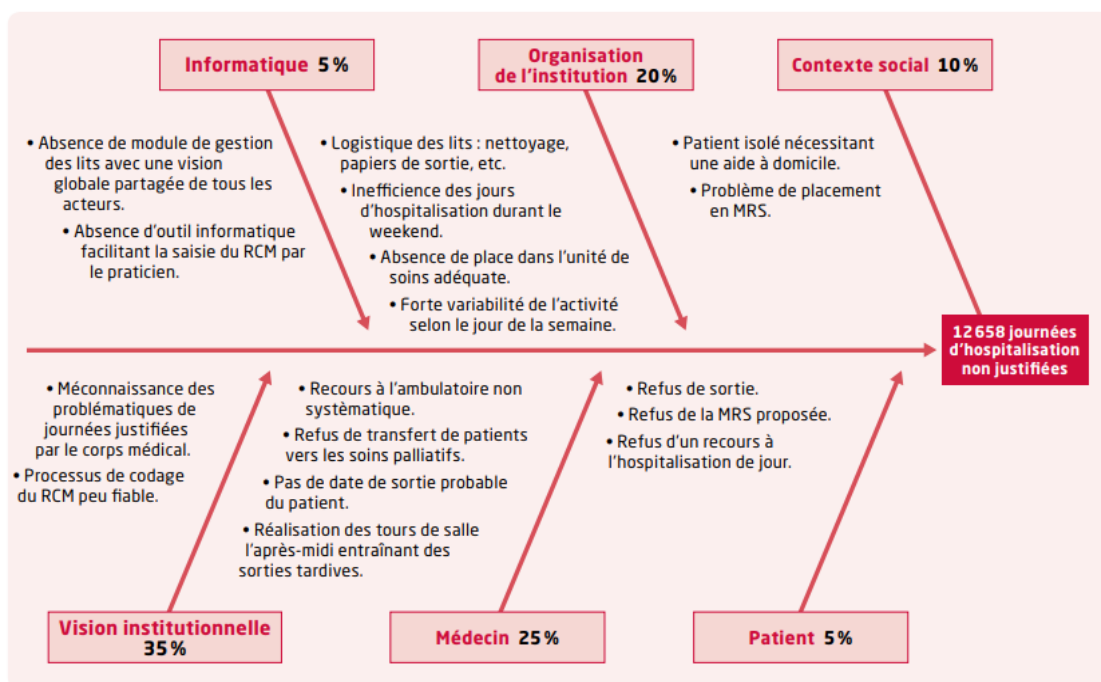 Informatique 5 %
Organisation
de l'institution 20 %
Contexte social 10 %
• Absence de module de gestion
des lits avec une vision
globale partagée de tous les
acteurs.
• Absence d'outil informatique
facilitant la saisie du RCM par
le praticien.
• Logistique des lits : nettoyage,
papiers de sortie, etc.
• Inefficience des jours
d'hospitalisation durant le
weekend.
• Absence de place dans l'unité de
soins adéquate.
• Forte variabilité de l'activité
selon le jour de la semaine.
• Patient isolé nécessitant
une aide à domicile.
• Problème de placement
en MRS.
12 658 journées
d'hospitalisation
non justifiées
• Méconnaissance des
problématiques de
journées justifiées
par le corps médical.
• Processus de codage
du RCM peu fiable.
• Recours à l'ambulatoire non
systèmatique.
• Refus de transfert de patients
vers les soins palliatifs.
• Pas de date de sortie probable
du patient.
• Réalisation des tours de salle
l'après-midi entraînant des
sorties tardives.
• Refus de sortie.
• Refus de la MRS proposée.
• Refus d'un recours à
l'hospitalisation de jour.
Vision institutionnelle
35 %
Médecin 25 %
Patient 5 %